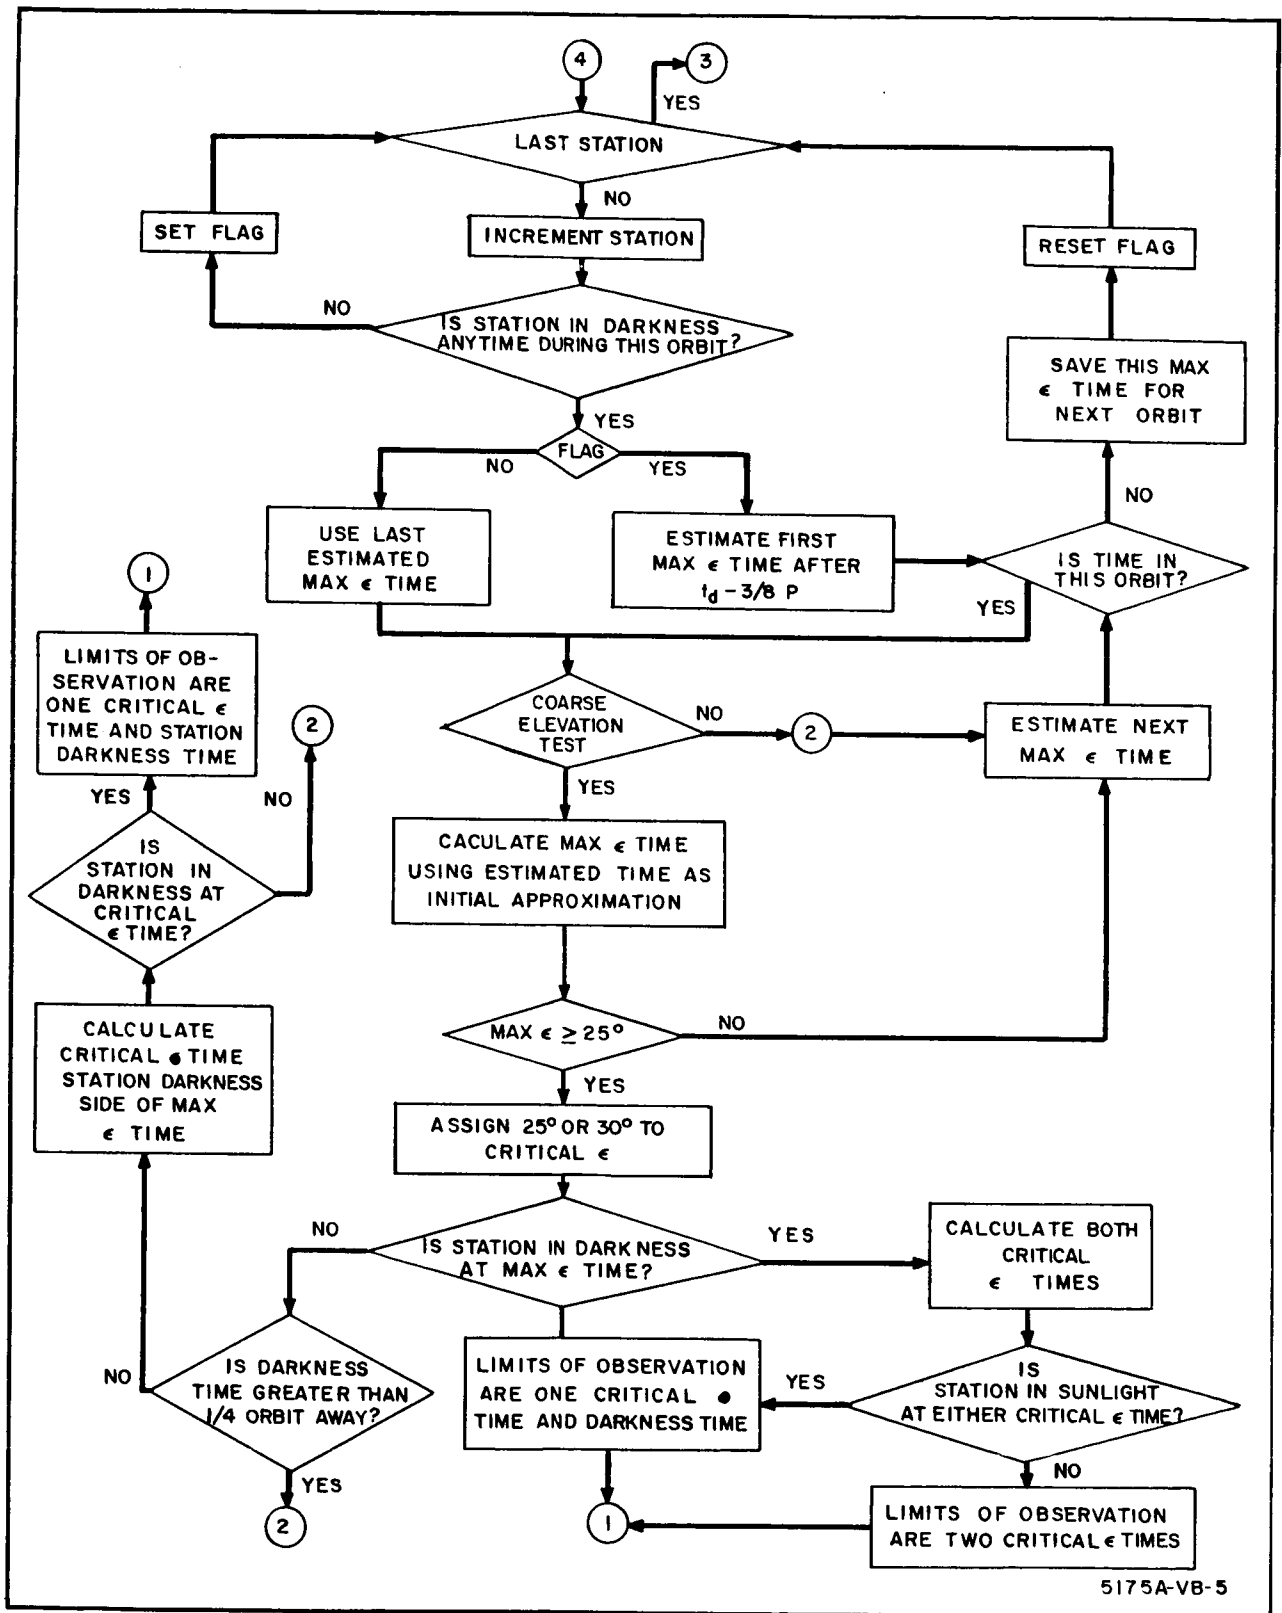 4
3
YES
LAST STATION
NO
SET FLAG
INCREMENT STATION
RESET FLAG
NO
IS STATION IN DARKNESS
ANYTIME DURING THIS ORBIT?
SAVE THIS MAX
ϵ TIME FOR
NEXT ORBIT
YES
FLAG
NO
YES
NO
USE LAST
ESTIMATED
MAX ϵ TIME
ESTIMATE FIRST
MAX ϵ TIME AFTER
td - 3/8 P
IS TIME IN
THIS ORBIT?
YES
1
LIMITS OF OB-
SERVATION ARE
ONE CRITICAL ϵ
TIME AND STATION
DARKNESS TIME
2
COARSE
ELEVATION
TEST
NO
2
ESTIMATE NEXT
MAX ϵ TIME
YES
NO
YES
IS
STATION IN
DARKNESS AT
CRITICAL
ϵ TIME?
CACULATE MAX ϵ TIME
USING ESTIMATED TIME AS
INITIAL APPROXIMATION
CALCULATE
CRITICAL TIME
STATION DARKNESS
SIDE OF MAX
ϵ TIME
MAX ϵ ≥ 25°
NO
YES
ASSIGN 25° OR 30° TO
CRITICAL ϵ
NO
IS STATION IN DARKNESS
AT MAX ϵ TIME?
YES
CALCULATE BOTH
CRITICAL
ϵ TIMES
NO
IS DARKNESS
TIME GREATER THAN
1/4 ORBIT AWAY?
LIMITS OF OBSERVATION
ARE ONE CRITICAL
TIME AND DARKNESS TIME
YES
IS
STATION IN SUNLIGHT
AT EITHER CRITICAL ϵ TIME?
YES
NO
2
1
LIMITS OF OBSERVATION
ARE TWO CRITICAL ϵ TIMES
5175A-VB-5